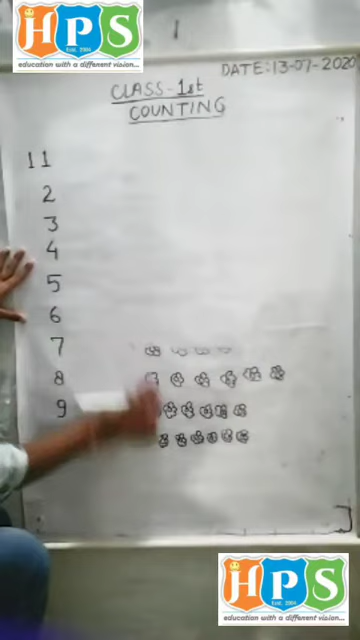 HPS
Estd. 2004
education with a different vision...
DATE:13-07-2020
CLASS-1st
COUNTING
11
2
3
4
5
6
7
8
9
HPS
Estd. 2004
education with a different vision...